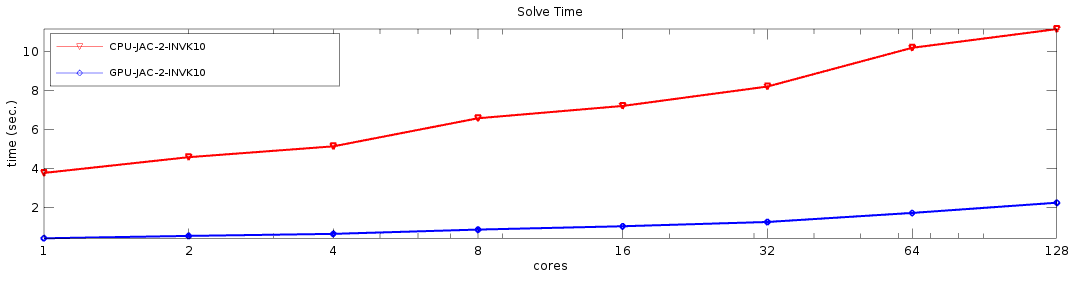 Solve Time
CPU-JAC-2-INVK10
GPU-JAC-2-INVK10
time (sec.)
10
8
6
4
2
1 2 4 8 16 32 64 128
cores